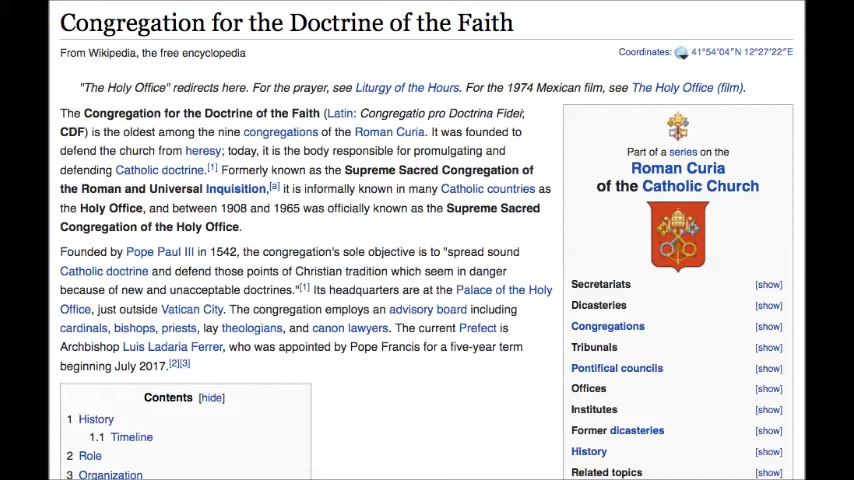 Congregation for the Doctrine of the Faith
From Wikipedia, the free encyclopedia
Coordinates: 41°54′04″N 12°27′22″E
"The Holy Office" redirects here. For the prayer, see Liturgy of the Hours. For the 1974 Mexican film, see The Holy Office (film).
The Congregation for the Doctrine of the Faith (Latin: Congregatio pro Doctrina Fidei;
CDF) is the oldest among the nine congregations of the Roman Curia. It was founded to
defend the church from heresy; today, it is the body responsible for promulgating and
defending Catholic doctrine.[1] Formerly known as the Supreme Sacred Congregation of
the Roman and Universal Inquisition,[a] it is informally known in many Catholic countries as
the Holy Office, and between 1908 and 1965 was officially known as the Supreme Sacred
Congregation of the Holy Office.
Founded by Pope Paul III in 1542, the congregation's sole objective is to "spread sound
Catholic doctrine and defend those points of Christian tradition which seem in danger
because of new and unacceptable doctrines."[1] Its headquarters are at the Palace of the Holy
Office, just outside Vatican City. The congregation employs an advisory board including
cardinals, bishops, priests, lay theologians, and canon lawyers. The current Prefect is
Archbishop Luis Ladaria Ferrer, who was appointed by Pope Francis for a five-year term
beginning July 2017.[2][3]
Contents [hide]
1 History
1.1 Timeline
2 Role
3 Organization
Part of a series on the
Roman Curia
of the Catholic Church
Secretariats [show]
Dicasteries [show]
Congregations [show]
Tribunals [show]
Pontifical councils [show]
Offices [show]
Institutes [show]
Former dicasteries [show]
History [show]
Related topics [show]